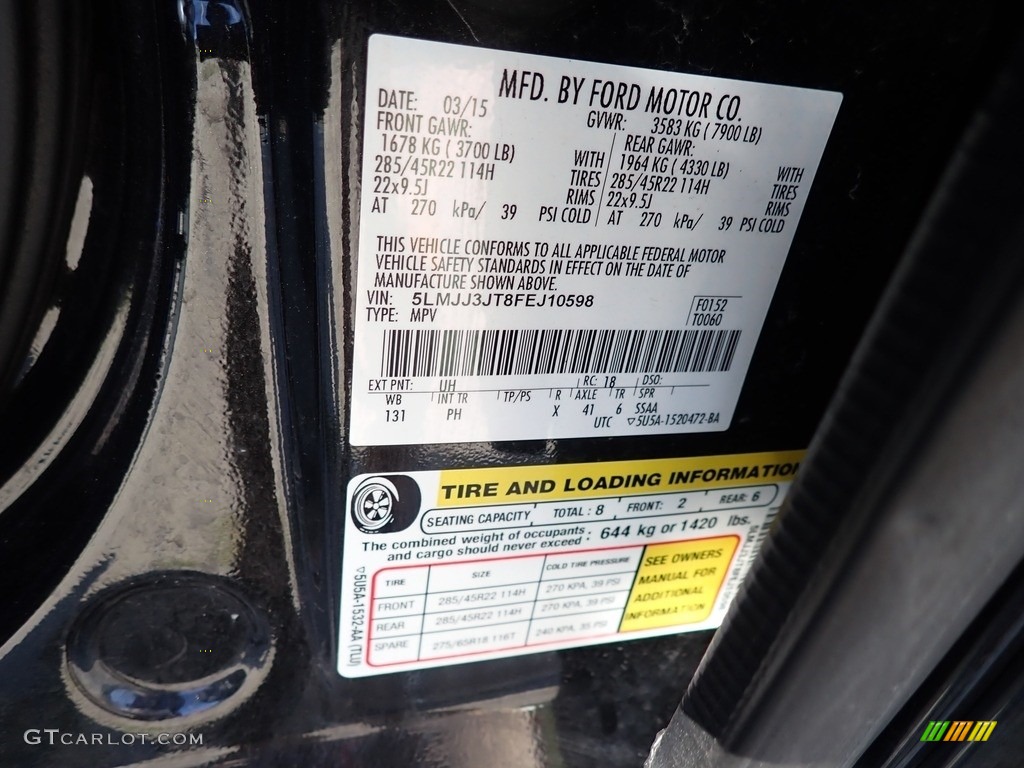 MFD. BY FORD MOTOR CO.
DATE: 03/15 GVWR: 3583 KG ( 7900 LB)
FRONT GAWR: REAR GAWR:
1678 KG ( 3700 LB) WITH 1964 KG ( 4330 LB) WITH
285/45R22 114H TIRES 285/45R22 114H TIRES
22x9.5J RIMS 22x9.5J RIMS
AT 270 kPa/ 39 PSI COLD AT 270 kPa/ 39 PSI COLD
THIS VEHICLE CONFORMS TO ALL APPLICABLE FEDERAL MOTOR
VEHICLE SAFETY STANDARDS IN EFFECT ON THE DATE OF
MANUFACTURE SHOWN ABOVE.
VIN: 5LMJJ3JT8FEJ10598 F0152
TYPE: MPV T0060
EXT PNT: UH RC: 18 DSO:
WB INT TR TP/PS R AXLE TR SPR
131 PH X 41 6 SSAA
UTC ▽5U5A-1520472-BA
TIRE AND LOADING INFORMATION
SEATING CAPACITY TOTAL : 8 FRONT: 2 REAR: 6
The combined weight of occupants and cargo should never exceed : 644 kg or 1420 lbs.
TIRE SIZE COLD TIRE PRESSURE
FRONT 285/45R22 114H 270 KPA, 39 PSI
REAR 285/45R22 114H 270 KPA, 39 PSI
SPARE 275/65R18 116T 240 KPA, 35 PSI
SEE OWNERS
MANUAL FOR
ADDITIONAL
INFORMATION
▽5U5A-1532-AA (TLU)
GTCARLOT.COM